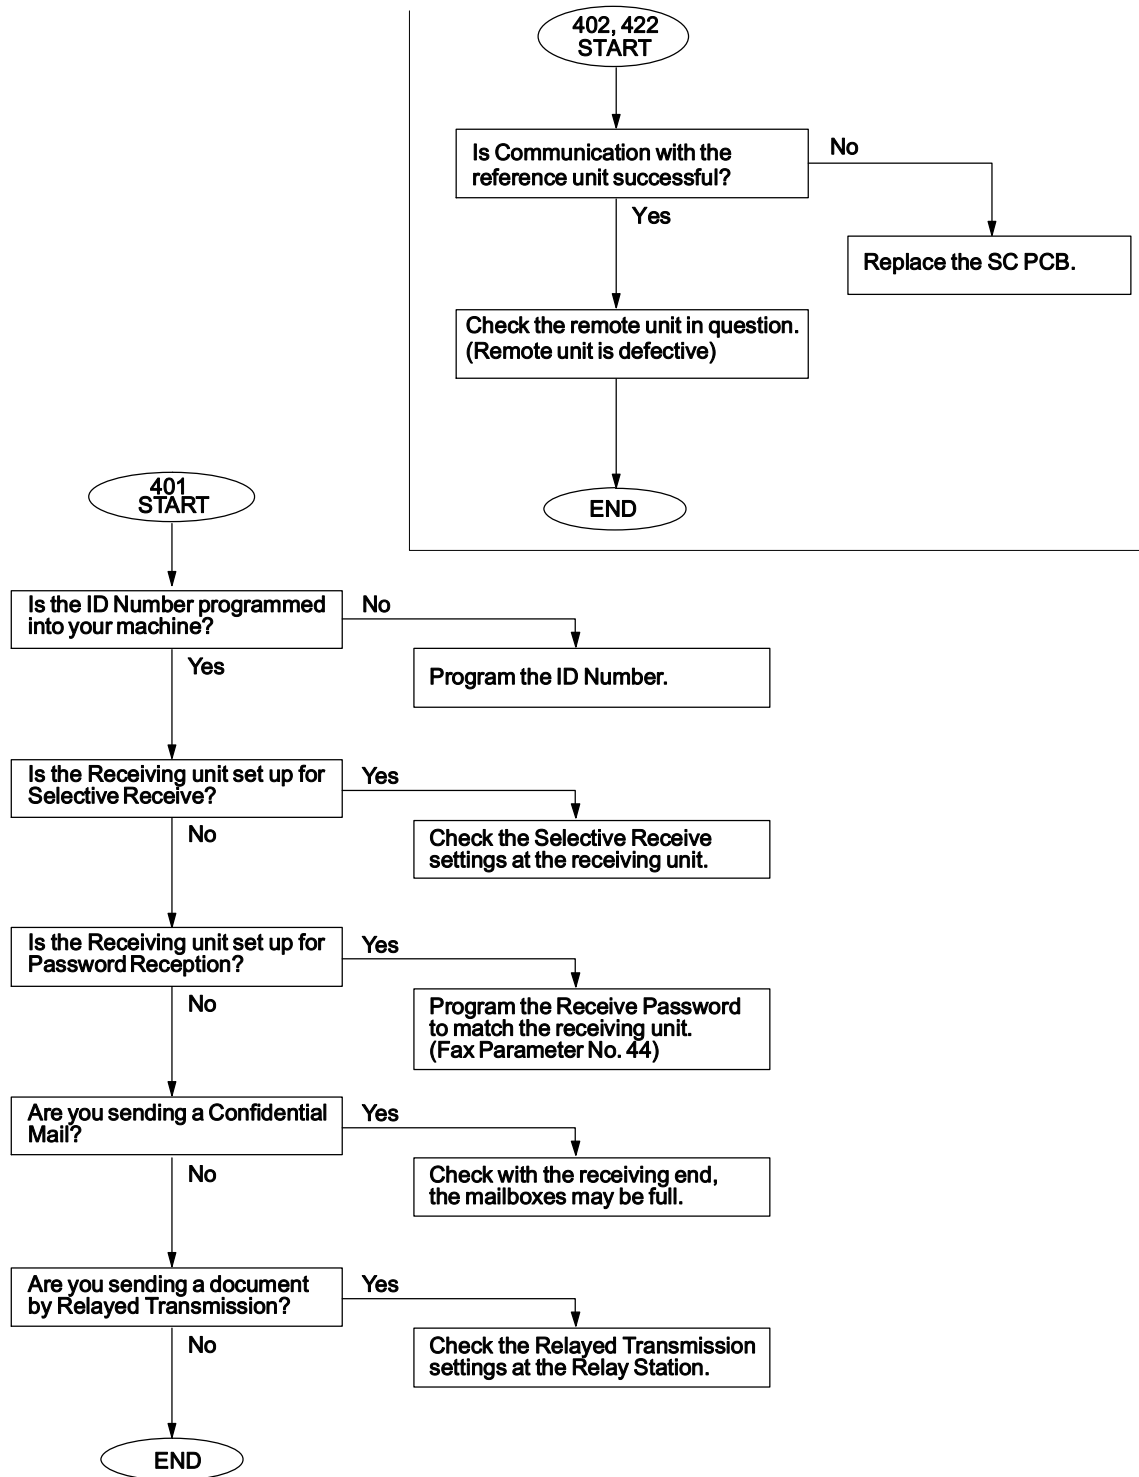 402, 422
START
Is Communication with the
reference unit successful?
No
Yes
Replace the SC PCB.
Check the remote unit in question.
(Remote unit is defective)
END
401
START
Is the ID Number programmed
into your machine?
No
Yes
Program the ID Number.
Is the Receiving unit set up for
Selective Receive?
Yes
No
Check the Selective Receive
settings at the receiving unit.
Is the Receiving unit set up for
Password Reception?
Yes
No
Program the Receive Password
to match the receiving unit.
(Fax Parameter No. 44)
Are you sending a Confidential
Mail?
Yes
No
Check with the receiving end,
the mailboxes may be full.
Are you sending a document
by Relayed Transmission?
Yes
No
Check the Relayed Transmission
settings at the Relay Station.
END